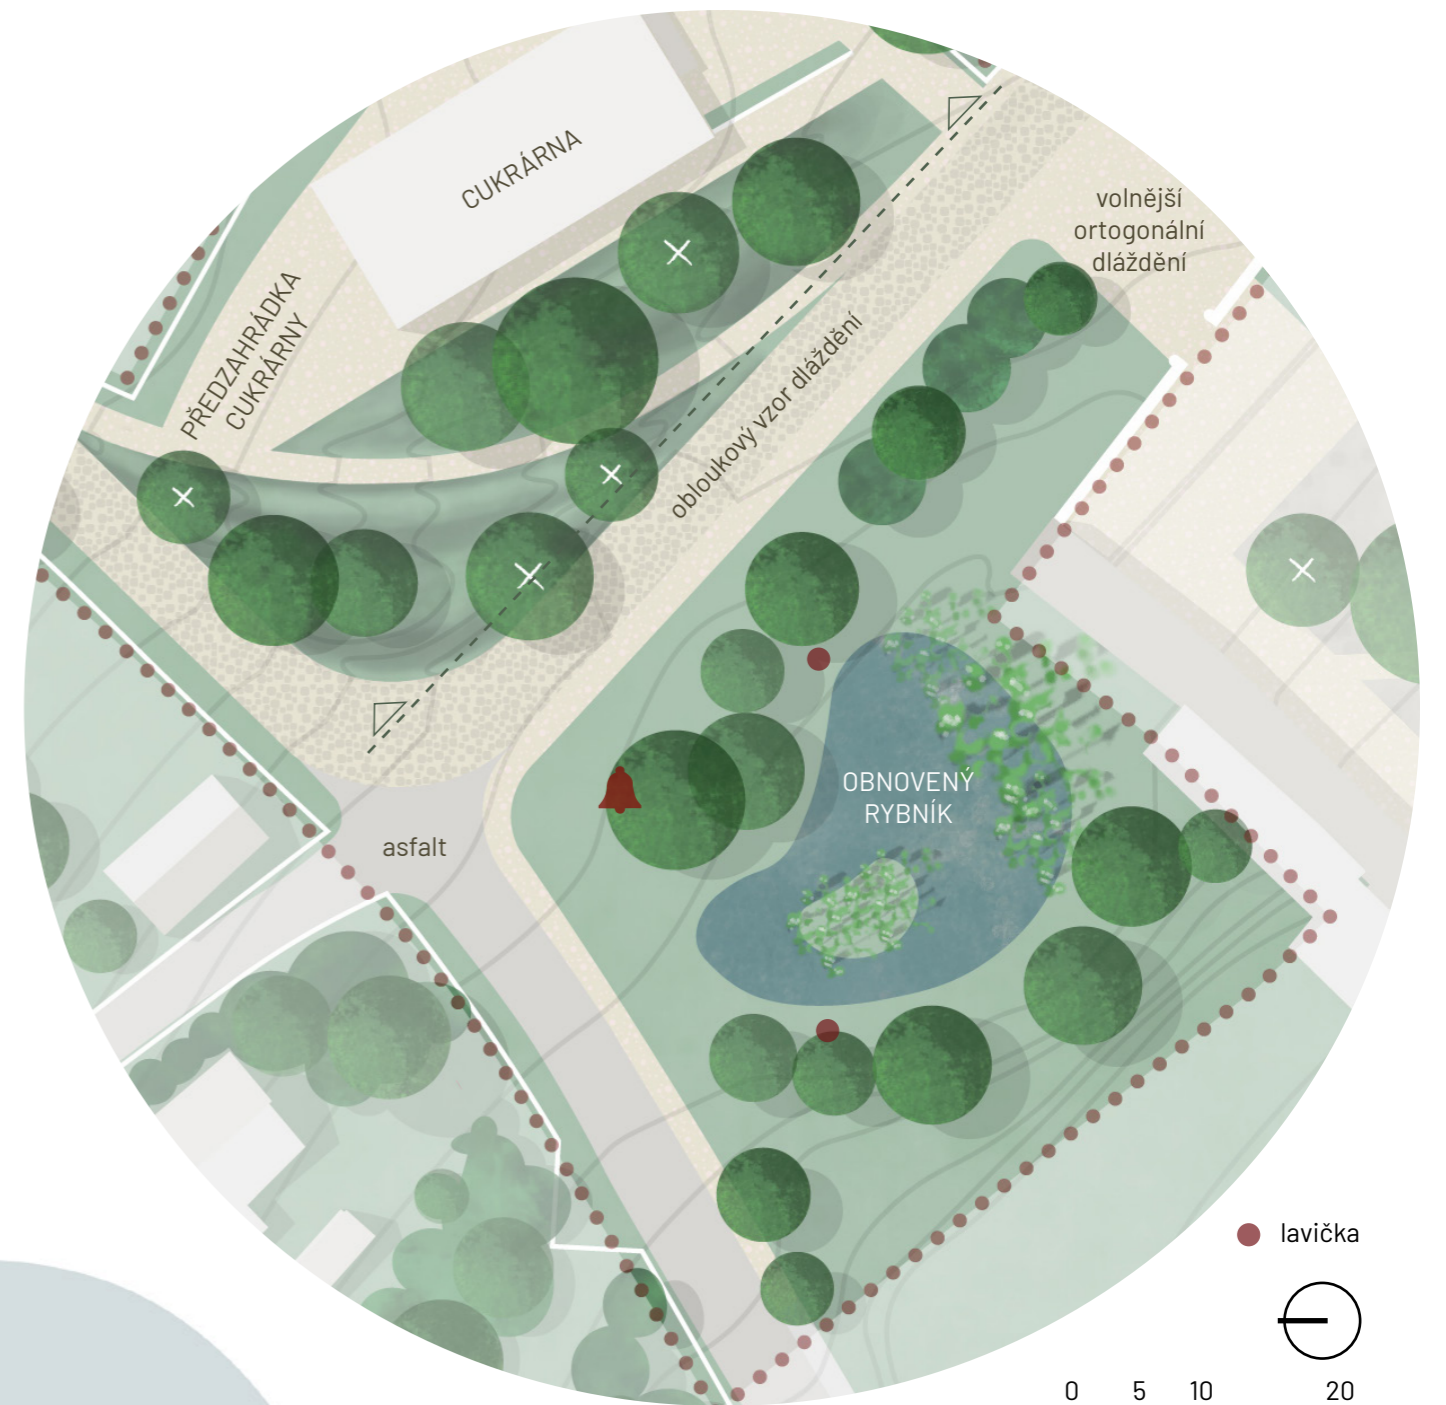 CUKRÁRNA
volnější
ortogonální
dláždění
PŘEDZAHRÁDKA
CUKRÁRNY
obloukový vzor dláždění
OBNOVENÝ
RYBNÍK
asfalt
lavička
0 5 10 20